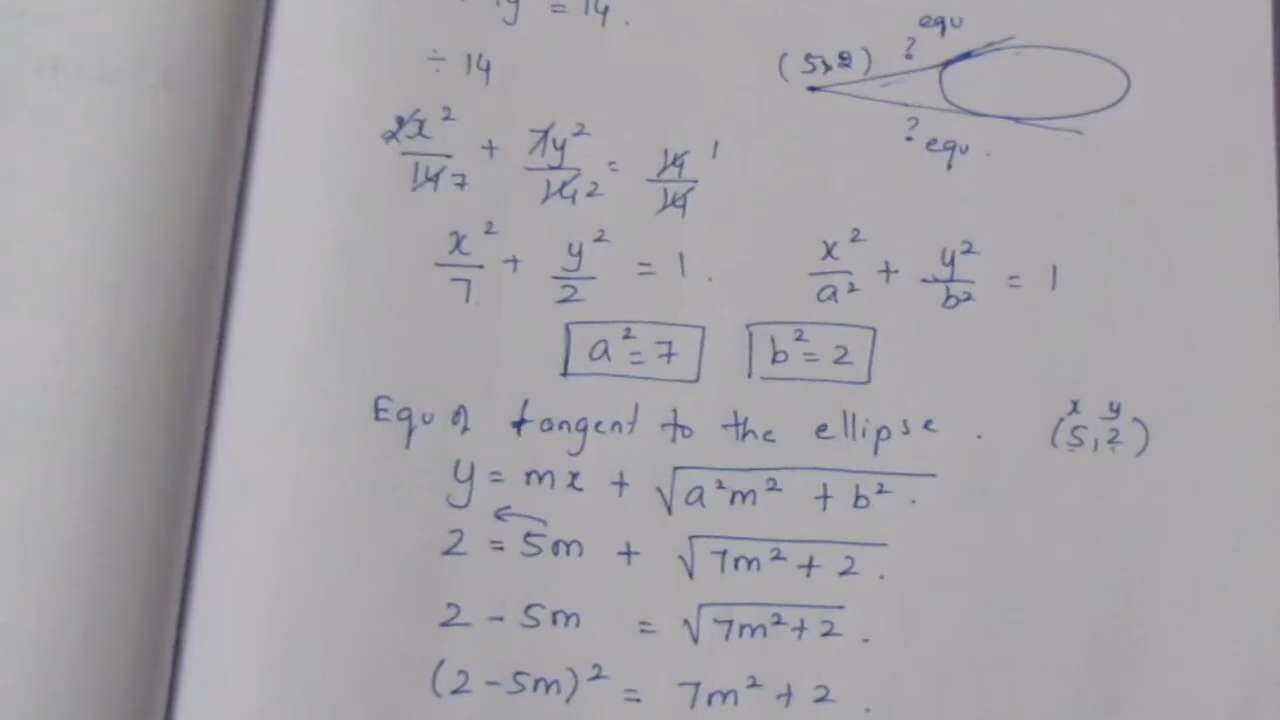 y² = 14.
÷ 14
equ
?
(5, 2)
?
equ.
2x²/14 7 + 7y²/14 2 = 14/14 1
x²/7 + y²/2 = 1.
x²/a² + y²/b² = 1
a² = 7
b² = 2
Equ of tangent to the ellipse.
x y
(5, 2)
y = mx + √(a²m² + b²).
2 = 5m + √(7m² + 2).
2 - 5m = √(7m² + 2).
(2 - 5m)² = 7m² + 2.